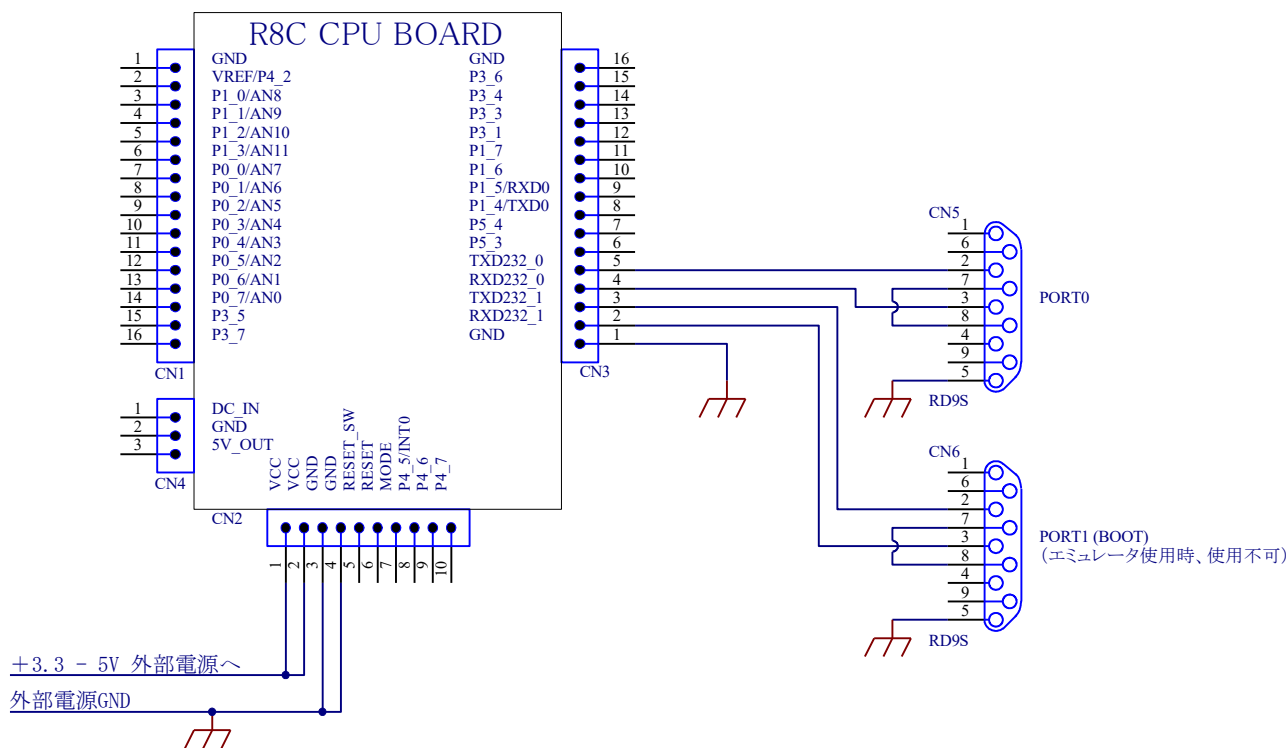 R8C CPU BOARD
1 GND
2 VREF/P4_2
3 P1_0/AN8
4 P1_1/AN9
5 P1_2/AN10
6 P1_3/AN11
7 P0_0/AN7
8 P0_1/AN6
9 P0_2/AN5
10 P0_3/AN4
11 P0_4/AN3
12 P0_5/AN2
13 P0_6/AN1
14 P0_7/AN0
15 P3_5
16 P3_7
CN1
GND 16
P3_6 15
P3_4 14
P3_3 13
P3_1 12
P1_7 11
P1_6 10
P1_5/RXD0 9
P1_4/TXD0 8
P5_4 7
P5_3 6
TXD232_0 5
RXD232_0 4
TXD232_1 3
RXD232_1 2
GND 1
CN3
1 DC_IN
2 GND
3 5V_OUT
CN4
VCC
VCC
GND
GND
RESET_SW
RESET
MODE
P4_5/INT0
P4_6
P4_7
CN2
1
2
3
4
5
6
7
8
9
10
CN5
1
6
2
7
3
8
4
9
5
PORT0
RD9S
CN6
1
6
2
7
3
8
4
9
5
PORT1 (BOOT)
(エミュレータ使用時、使用不可)
RD9S
+3.3 - 5V 外部電源へ
外部電源GND